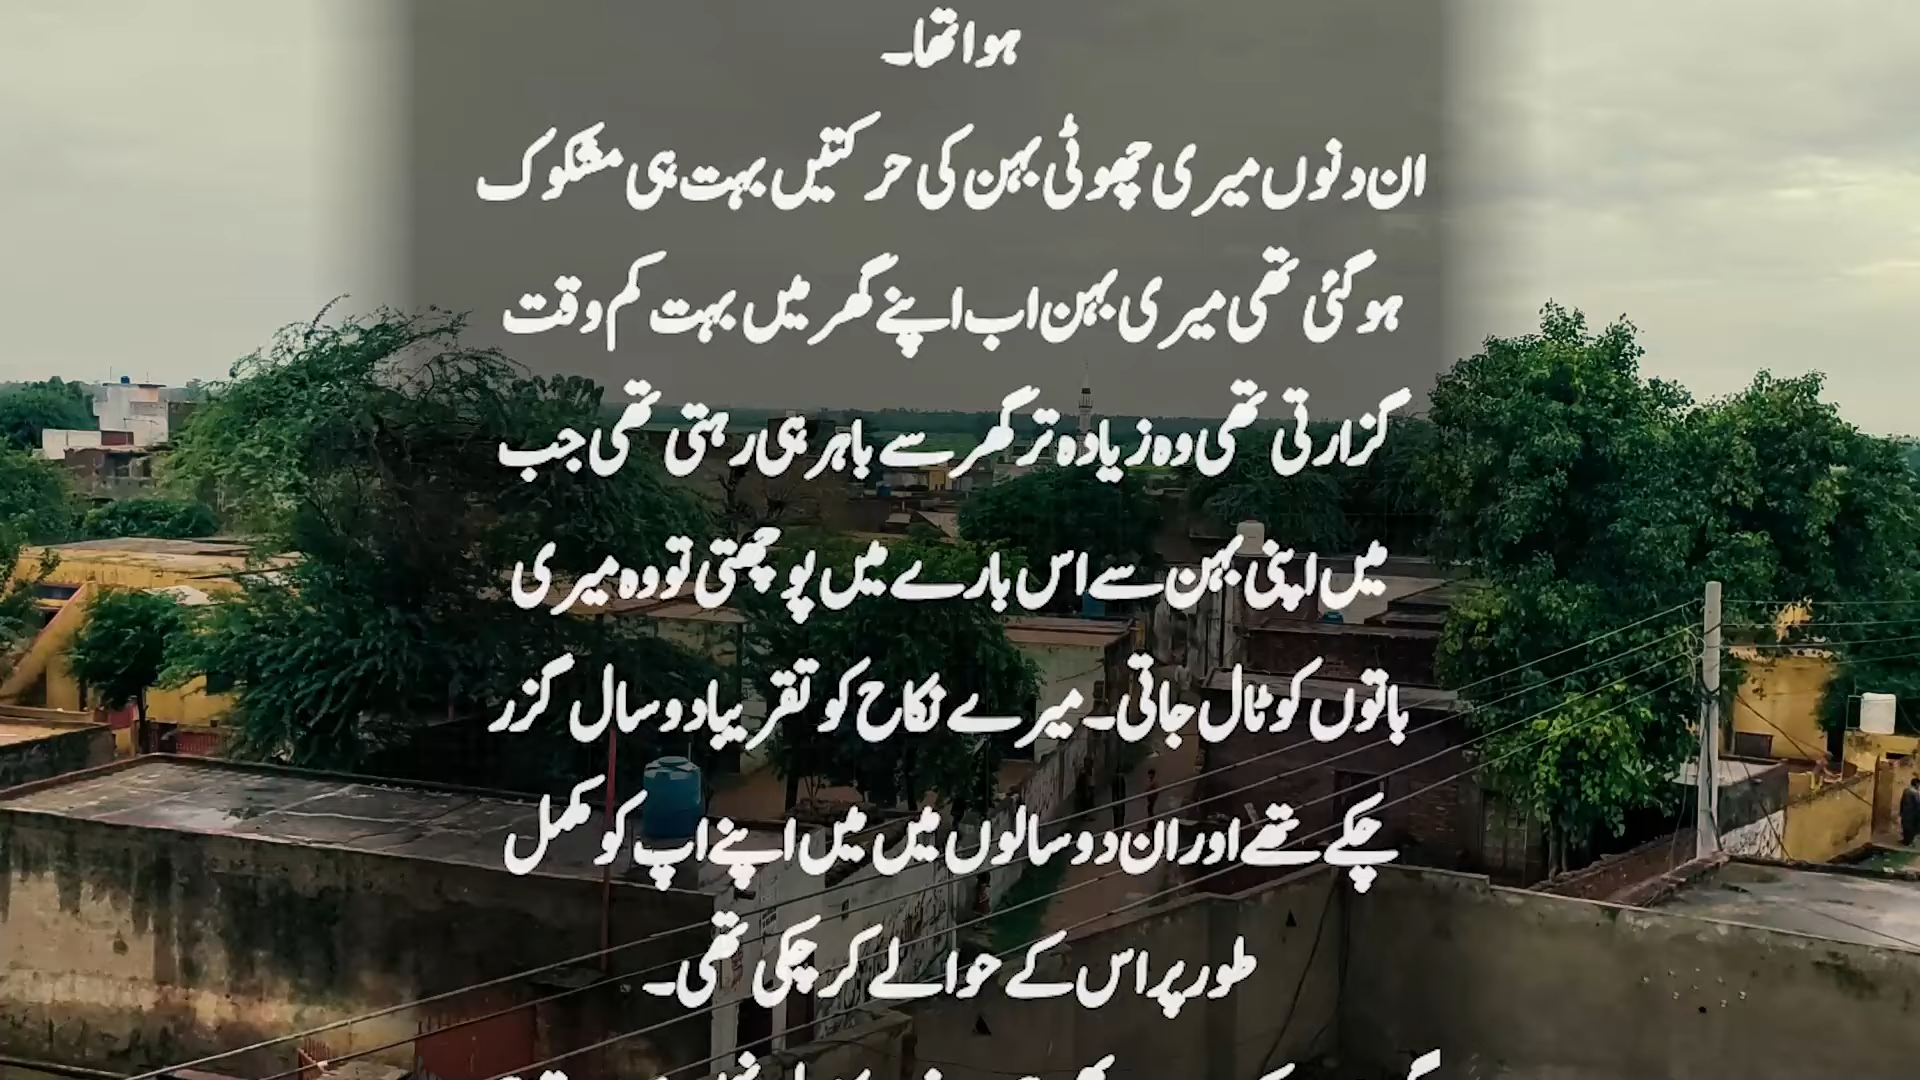 ہوا تھا۔
ان دنوں میری چھوٹی بہن کی حرکتیں بہت ہی مشکوک
ہو گئی تھی میری بہن اب اپنے گھر میں بہت کم وقت
گزارتی تھی وہ زیادہ تر گھر سے باہر ہی رہتی تھی جب
میں اپنی بہن سے اس بارے میں پوچھتی تو وہ میری
باتوں کو ٹال جاتی۔ میرے نکاح کو تقریبا دو سال گزر
چکے تھے اور ان دو سالوں میں میں اپنے اپ کو مکمل
طور پر اس کے حوالے کر چکی تھی۔